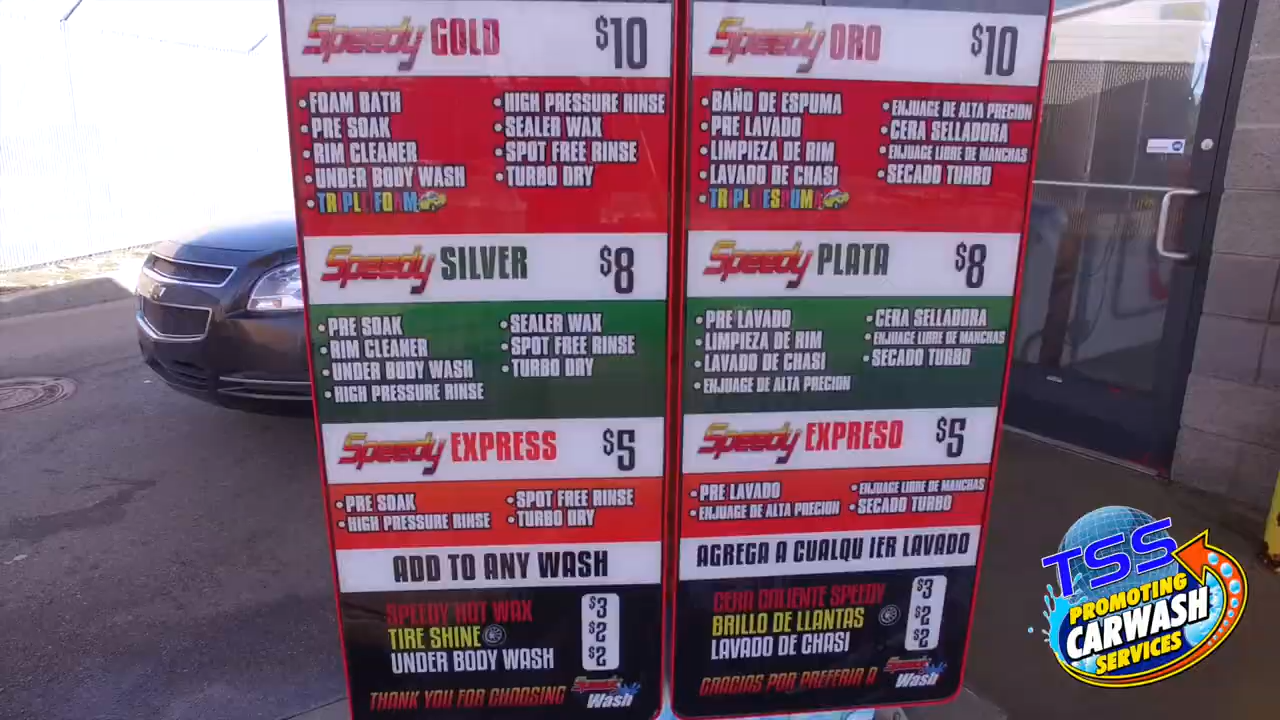 Speedy GOLD $10
• FOAM BATH
• PRE SOAK
• RIM CLEANER
• UNDER BODY WASH
• TRIPLE FOAM
• HIGH PRESSURE RINSE
• SEALER WAX
• SPOT FREE RINSE
• TURBO DRY
Speedy SILVER $8
• PRE SOAK
• RIM CLEANER
• UNDER BODY WASH
• HIGH PRESSURE RINSE
• SEALER WAX
• SPOT FREE RINSE
• TURBO DRY
Speedy EXPRESS $5
• PRE SOAK
• HIGH PRESSURE RINSE
• SPOT FREE RINSE
• TURBO DRY
ADD TO ANY WASH
SPEEDY HOT WAX $3
TIRE SHINE $2
UNDER BODY WASH $2
THANK YOU FOR CHOOSING Speedy Wash
Speedy ORO $10
• BAÑO DE ESPUMA
• PRE LAVADO
• LIMPIEZA DE RIM
• LAVADO DE CHASI
• TRIPLE ESPUMA
• ENJUAGE DE ALTA PRECION
• CERA SELLADORA
• ENJUAGE LIBRE DE MANCHAS
• SECADO TURBO
Speedy PLATA $8
• PRE LAVADO
• LIMPIEZA DE RIM
• LAVADO DE CHASI
• ENJUAGE DE ALTA PRECION
• CERA SELLADORA
• ENJUAGE LIBRE DE MANCHAS
• SECADO TURBO
Speedy EXPRESO $5
• PRE LAVADO
• ENJUAGE DE ALTA PRECION
• ENJUAGE LIBRE DE MANCHAS
• SECADO TURBO
AGREGA A CUALQU IER LAVADO
CERA CALIENTE SPEEDY $3
BRILLO DE LLANTAS $2
LAVADO DE CHASI $2
GRACIAS POR PREFERIR A Speedy Wash
TSS
PROMOTING
CARWASH
SERVICES